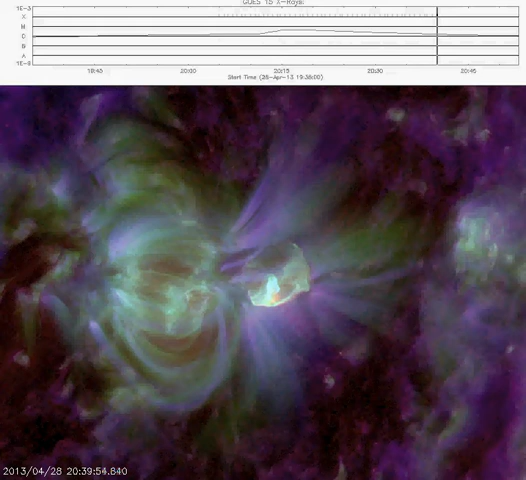 GOES 15 X-Rays:
1E-3
X
M
C
B
A
1E-8
19:45 20:00 20:15 20:30 20:45
Start Time (28-Apr-13 19:36:00)
2013/04/28 20:39:54.840